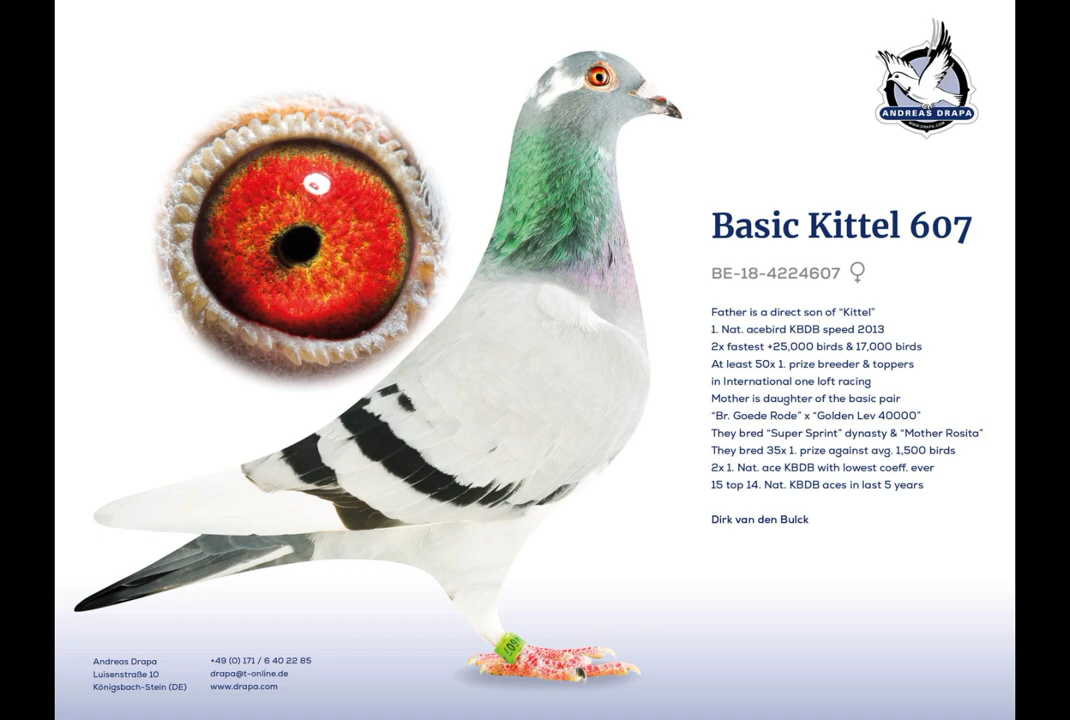 ANDREAS DRAPA
WWW.DRAPA.COM
Basic Kittel 607
BE-18-4224607 ♀
Father is a direct son of “Kittel”
1. Nat. acebird KBDB speed 2013
2x fastest +25,000 birds & 17,000 birds
At least 50x 1. prize breeder & toppers
in International one loft racing
Mother is daughter of the basic pair
“Br. Goede Rode” x “Golden Lev 40000”
They bred “Super Sprint” dynasty & “Mother Rosita”
They bred 35x 1. prize against avg. 1,500 birds
2x 1. Nat. ace KBDB with lowest coeff. ever
15 top 14. Nat. KBDB aces in last 5 years
Dirk van den Bulck
Andreas Drapa
Luisenstraße 10
Königsbach-Stein (DE)
+49 (0) 171 / 6 40 22 85
drapa@t-online.de
www.drapa.com